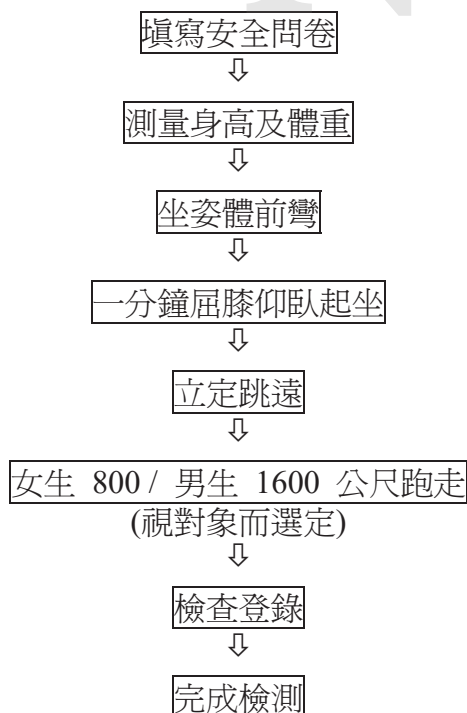 填寫安全問卷
⇩
測量身高及體重
⇩
坐姿體前彎
⇩
一分鐘屈膝仰臥起坐
⇩
立定跳遠
⇩
女生 800 / 男生 1600 公尺跑走
(視對象而選定)
⇩
檢查登錄
⇩
完成檢測